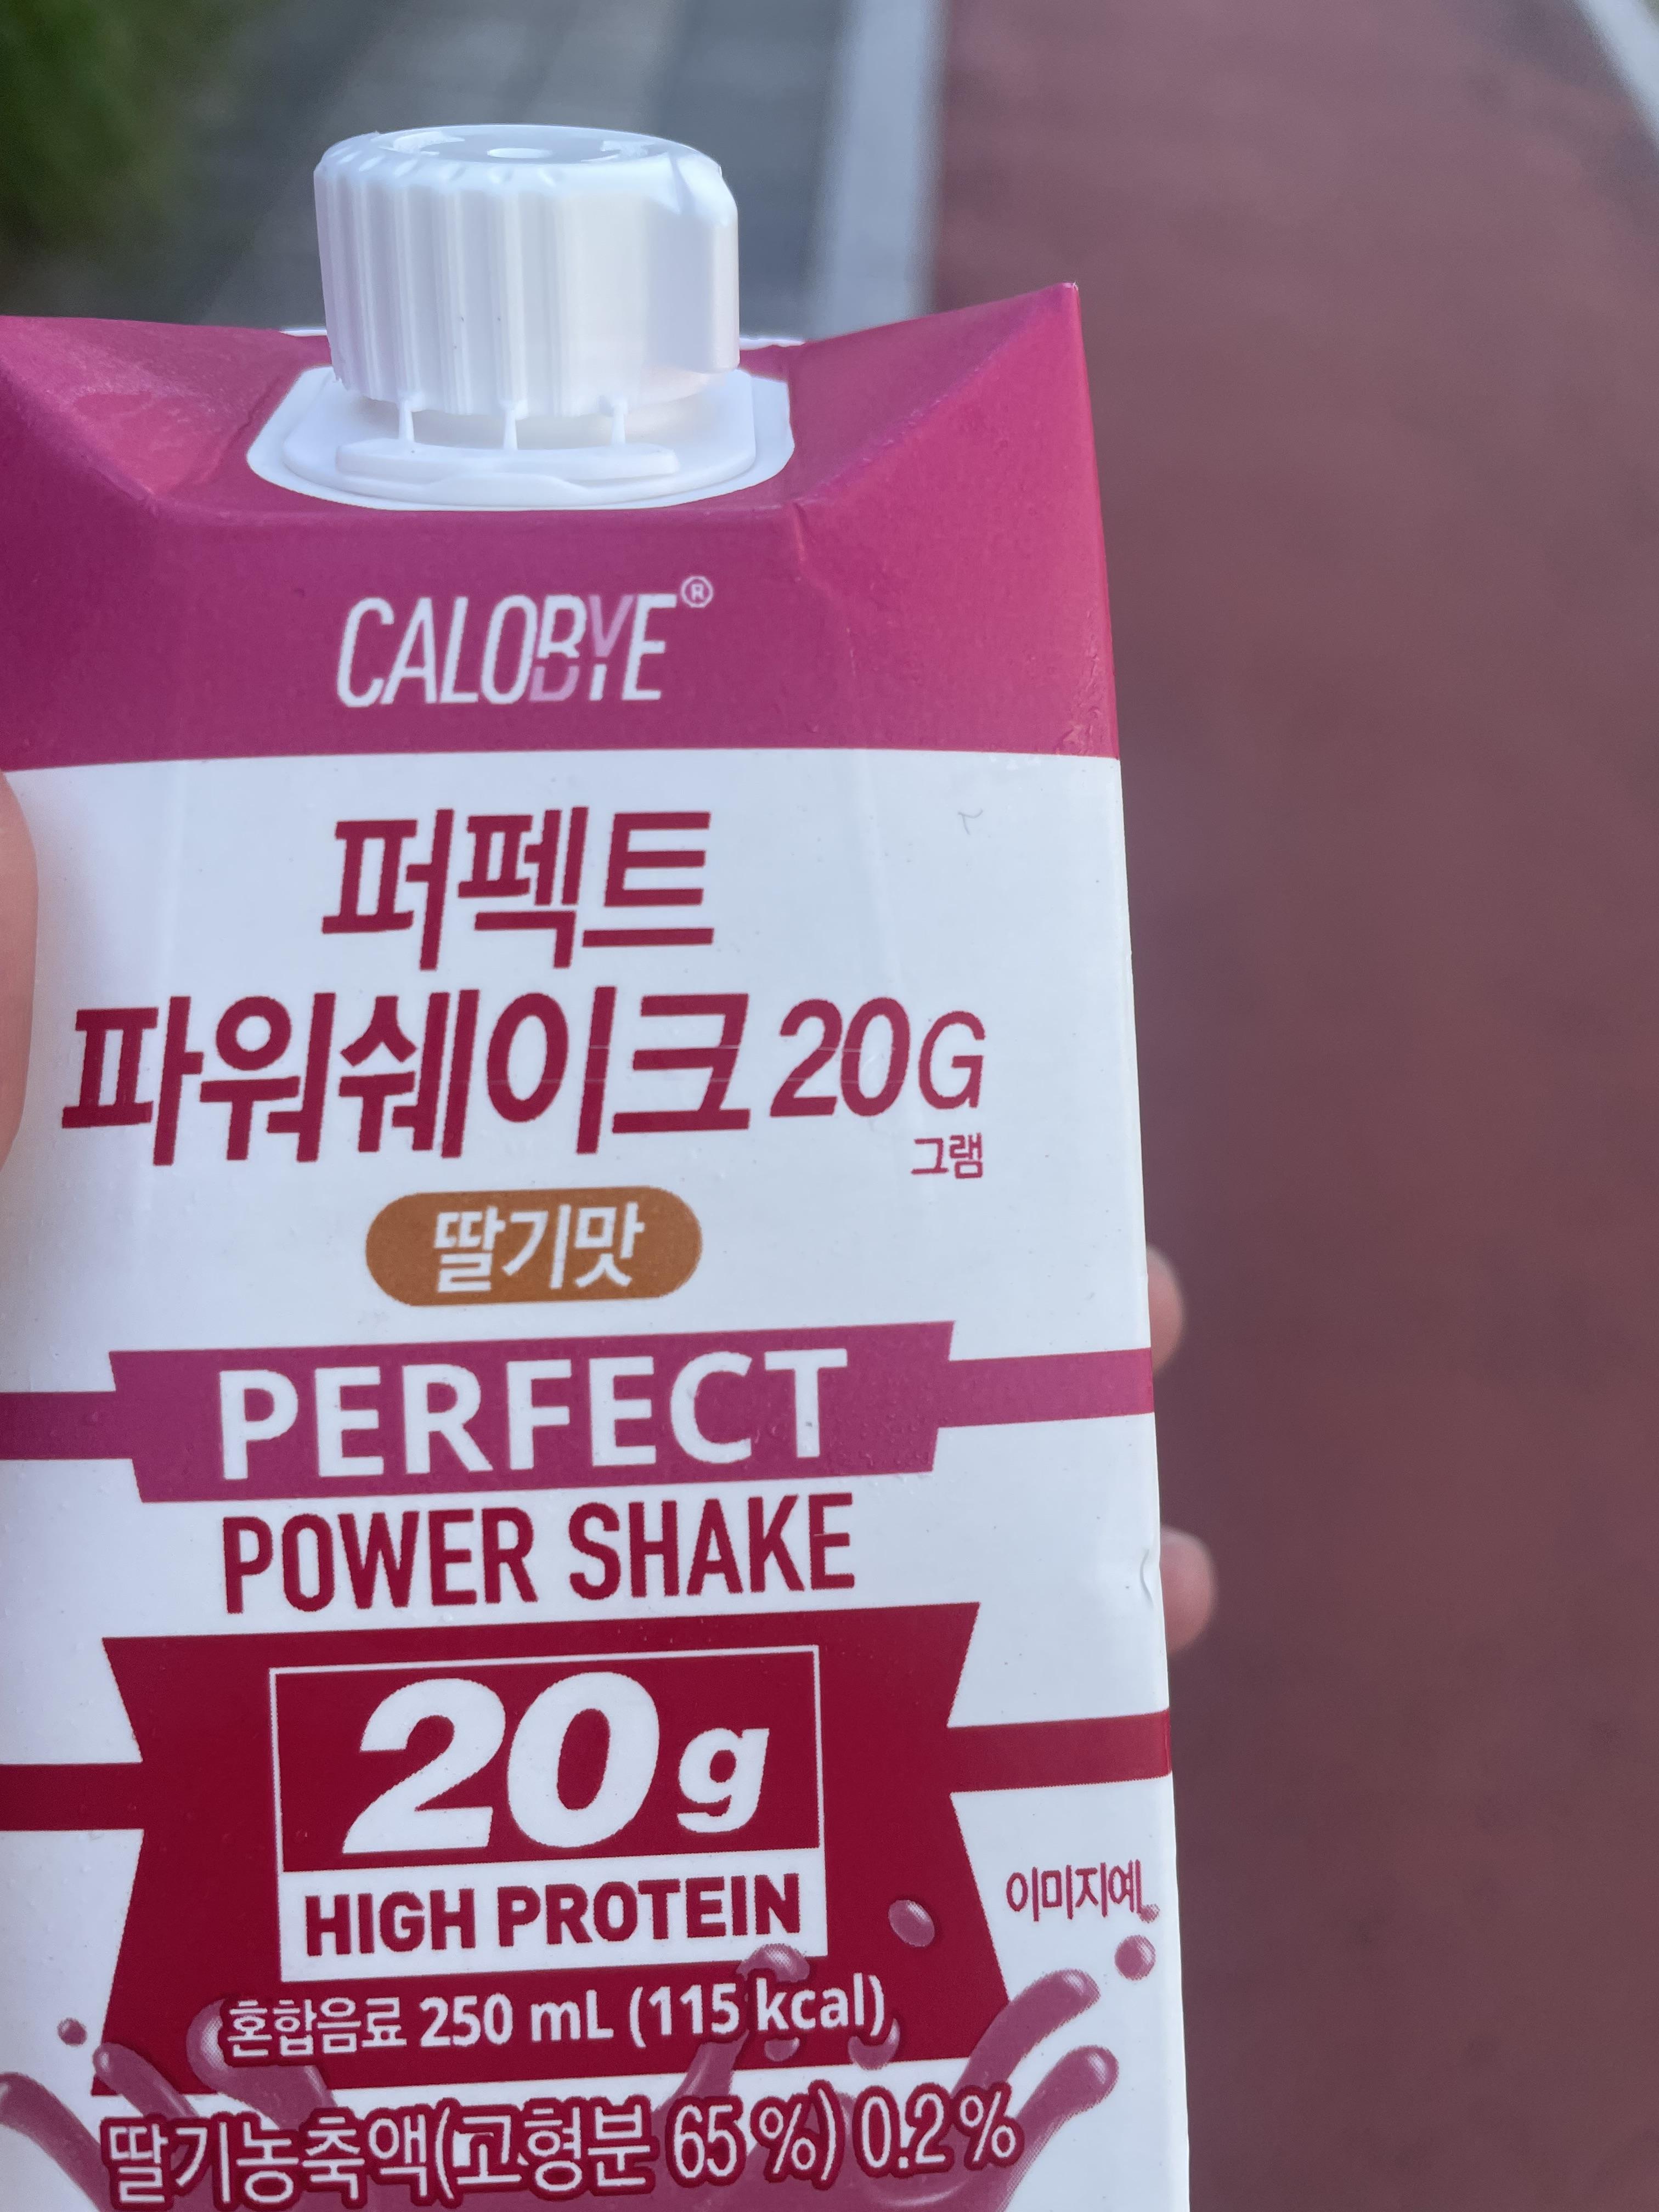 CALOBYE®
퍼펙트
파워쉐이크 20G
그램
딸기맛
PERFECT
POWER SHAKE
20g
HIGH PROTEIN
이미지예
혼합음료 250 mL (115 kcal)
딸기농축액(고형분 65 %) 0.2 %